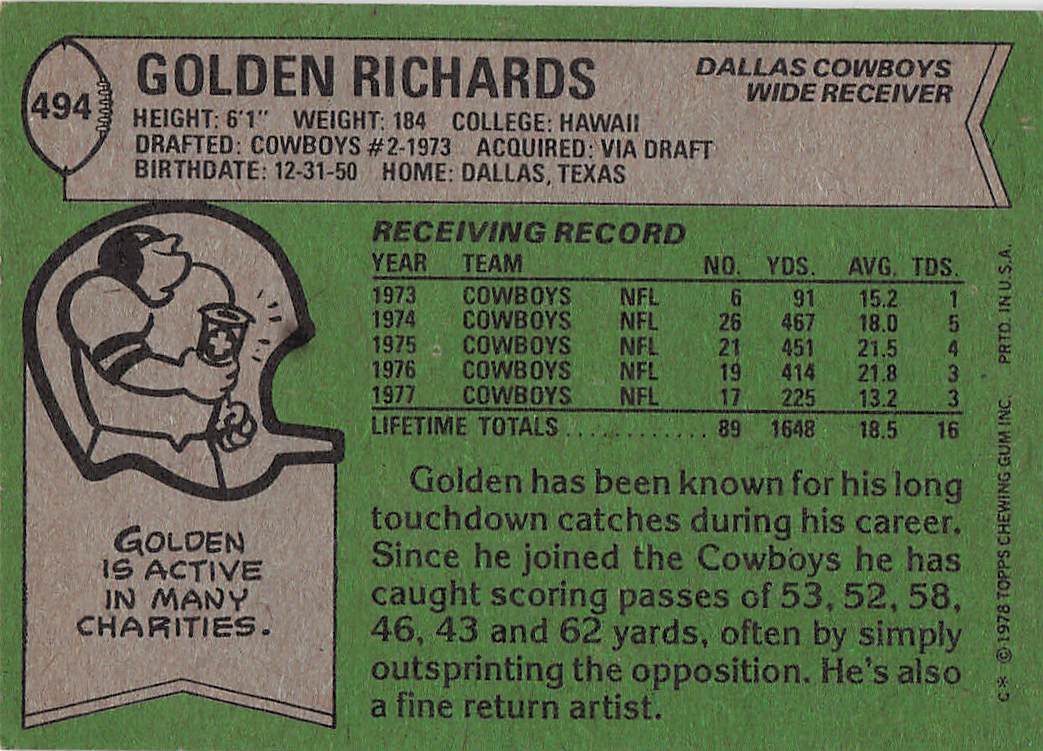 494
GOLDEN RICHARDS
DALLAS COWBOYS
WIDE RECEIVER
HEIGHT: 6'1" WEIGHT: 184 COLLEGE: HAWAII
DRAFTED: COWBOYS #2-1973 ACQUIRED: VIA DRAFT
BIRTHDATE: 12-31-50 HOME: DALLAS, TEXAS
RECEIVING RECORD
YEAR TEAM NO. YDS. AVG. TDS.
1973 COWBOYS NFL 6 91 15.2 1
1974 COWBOYS NFL 26 467 18.0 5
1975 COWBOYS NFL 21 451 21.5 4
1976 COWBOYS NFL 19 414 21.8 3
1977 COWBOYS NFL 17 225 13.2 3
LIFETIME TOTALS............ 89 1648 18.5 16
Golden has been known for his long
touchdown catches during his career.
Since he joined the Cowboys he has
caught scoring passes of 53, 52, 58,
46, 43 and 62 yards, often by simply
outsprinting the opposition. He's also
a fine return artist.
GOLDEN
IS ACTIVE
IN MANY
CHARITIES.
C* ©1978 TOPPS CHEWING GUM INC. PRTD. IN U.S.A.